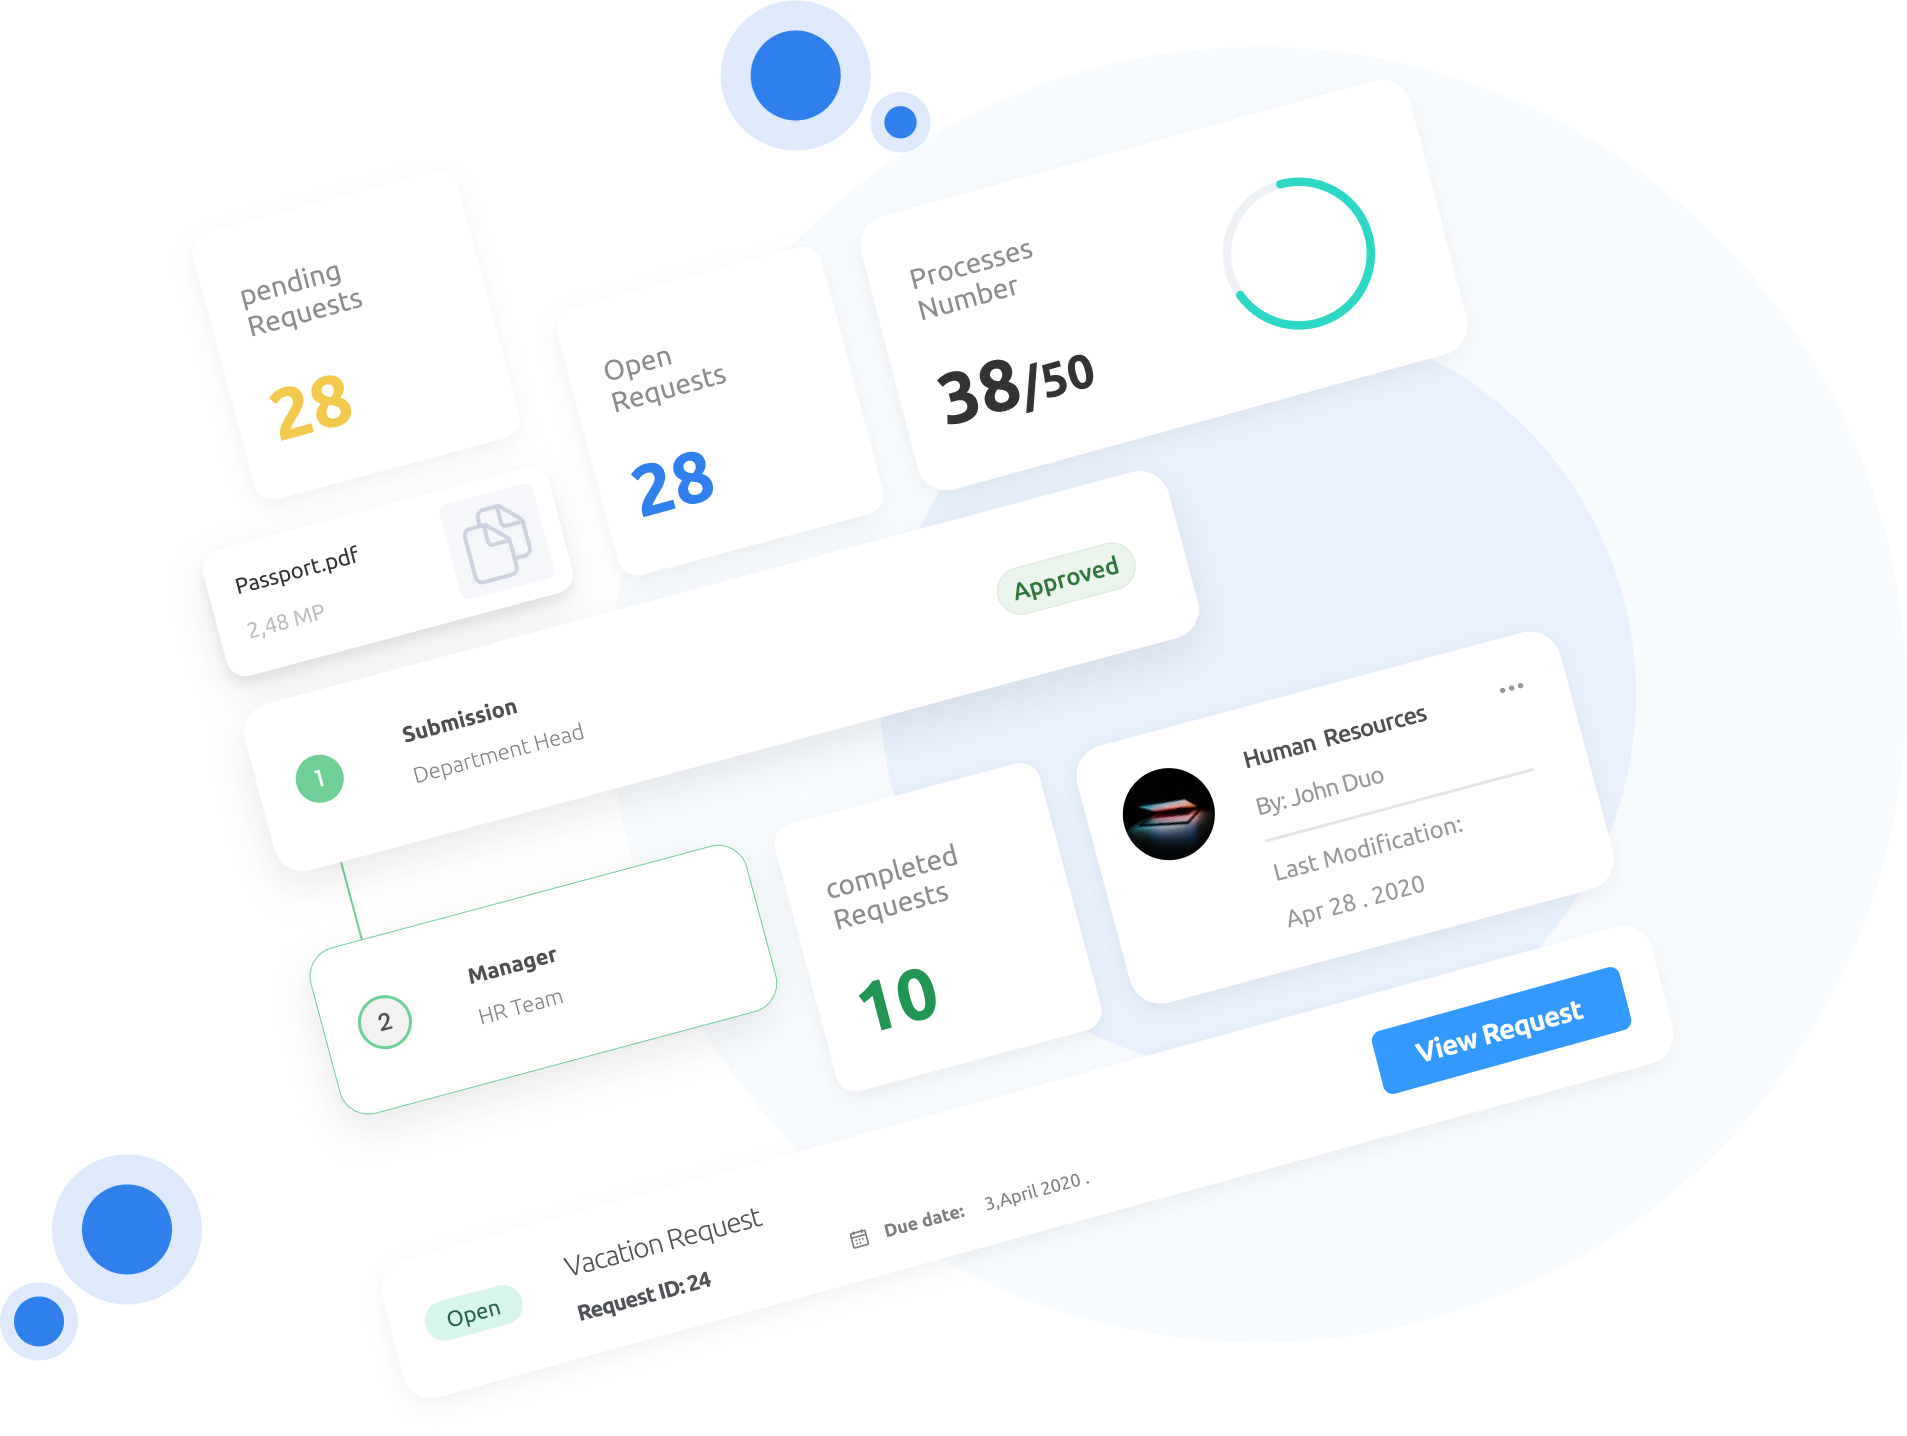 pending
Requests
28
Open
Requests
28
Processes
Number
38/50
Passport.pdf
2,48 MP
Approved
1
Submission
Department Head
2
Manager
HR Team
completed
Requests
10
Human Resources
By: John Duo
Last Modification:
Apr 28 . 2020
View Request
Open
Vacation Request
Request ID: 24
Due date: 3,April 2020 .